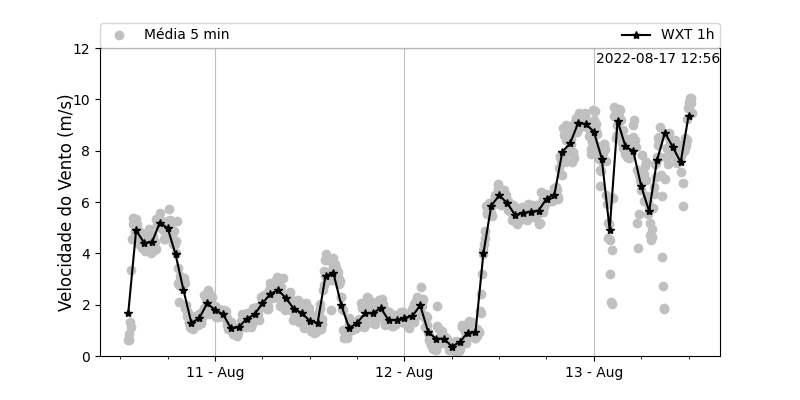 Média 5 min
WXT 1h
2022-08-17 12:56
Velocidade do Vento (m/s)
12
10
8
6
4
2
0
11 - Aug
12 - Aug
13 - Aug